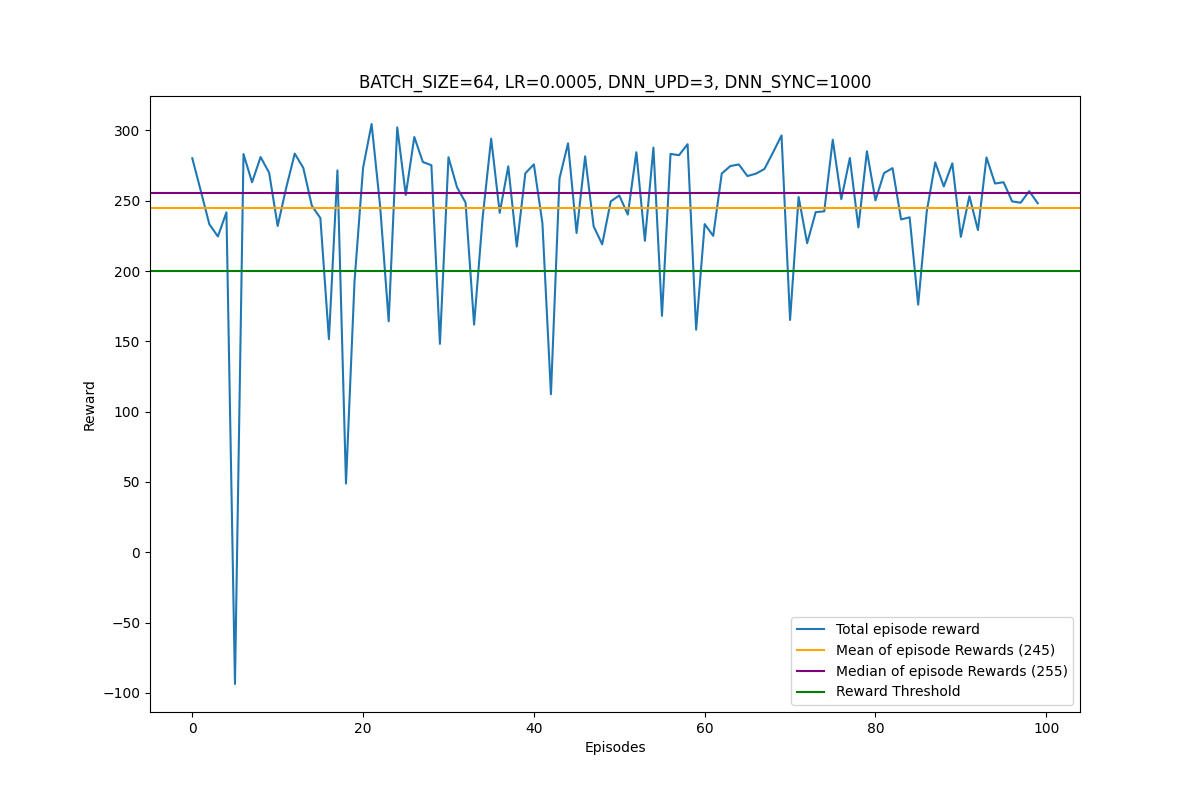 BATCH_SIZE=64, LR=0.0005, DNN_UPD=3, DNN_SYNC=1000
300
250
200
150
100
50
0
−50
−100
Reward
Total episode reward
Mean of episode Rewards (245)
Median of episode Rewards (255)
Reward Threshold
0 20 40 60 80 100
Episodes